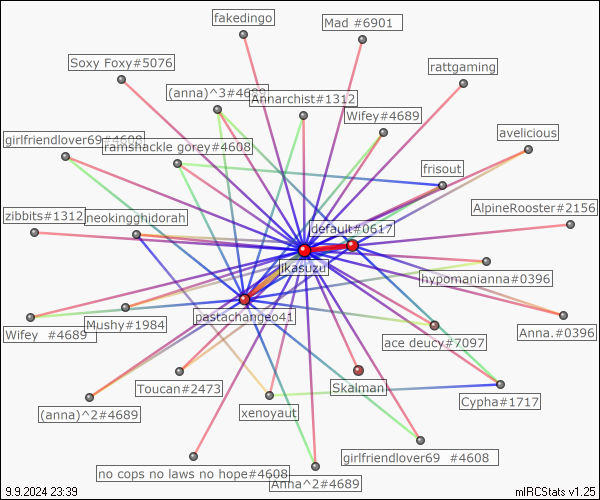 fakedingo
Mad #6901
Soxy Foxy#5076
rattgaming
(anna)^3#4689
Annarchist#1312
Wifey#4689
avelicious
girlfriendlover69#4608
ramshackle gorey#4608
frisout
AlpineRooster#2156
zibbits#1312
neokingghidorah
default#0617
jikasuzu
hypomanianna#0396
pastachangeo41
Wifey #4689
Mushy#1984
ace deucy#7097
Anna.#0396
Toucan#2473
Skalman
(anna)^2#4689
xenoyaut
Cypha#1717
girlfriendlover69 #4608
no cops no laws no hope#4608
Anna^2#4689
9.9.2024 23:39
mIRCStats v1.25